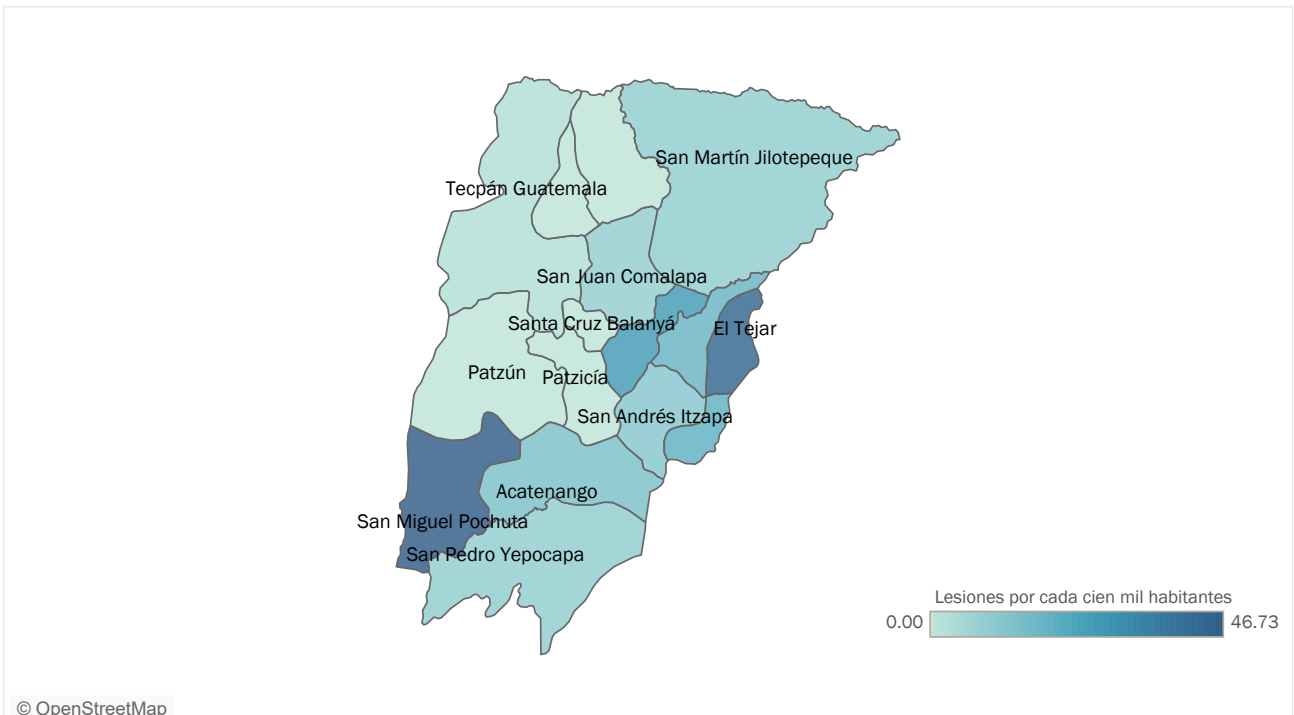 San Martín Jilotepeque
Tecpán Guatemala
San Juan Comalapa
Santa Cruz Balanyá
El Tejar
Patzún
Patzicía
San Andrés Itzapa
Acatenango
San Miguel Pochuta
San Pedro Yepocapa
Lesiones por cada cien mil habitantes
0.00
46.73
© OpenStreetMap